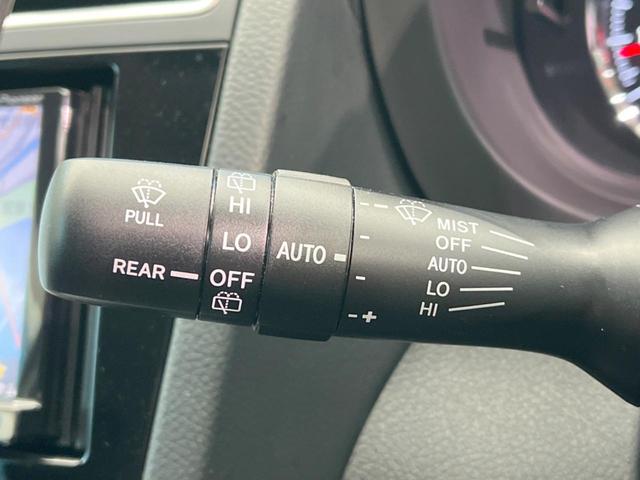 PULL
REAR
HI
LO
OFF
AUTO
- +
MIST
OFF
AUTO
LO
HI